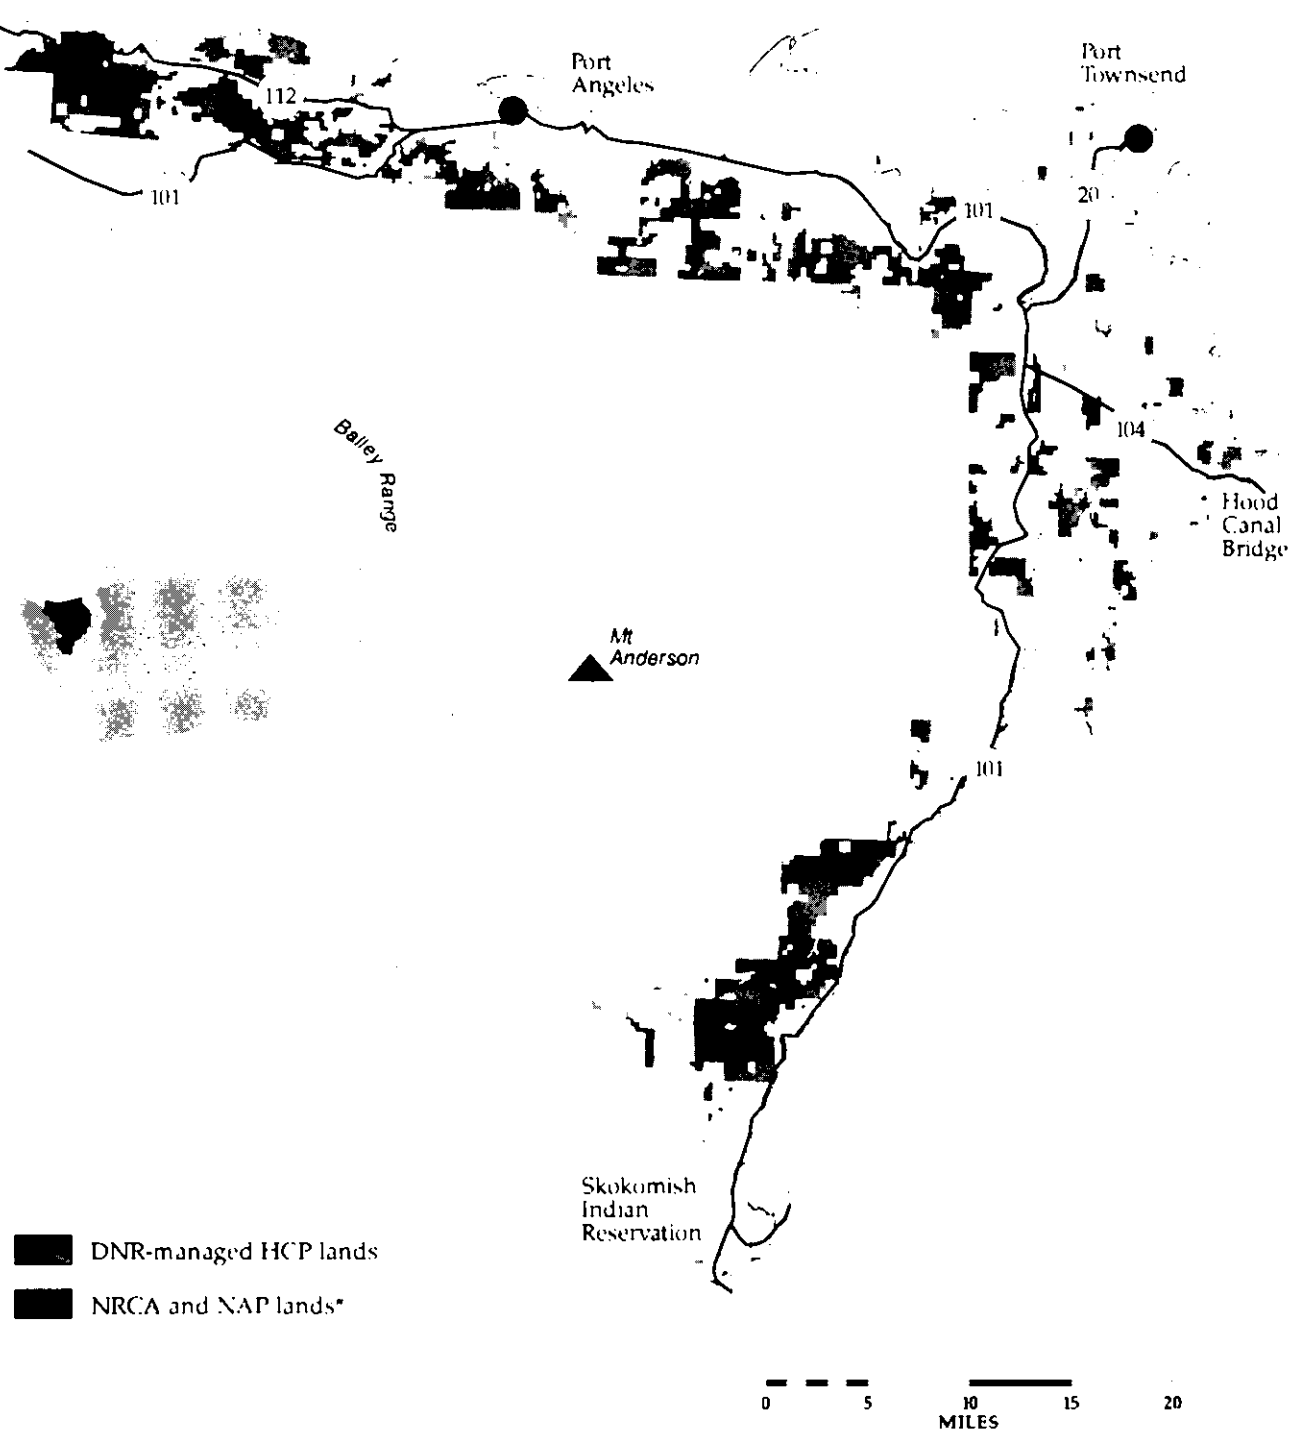 Port
Angeles
Port
Townsend
112
101
20
101
104
Hood
Canal
Bridge
Bailey Range
Mt
Anderson
101
Skokomish
Indian
Reservation
DNR-managed HCP lands
NRCA and NAP lands*
0 5 10 15 20
MILES